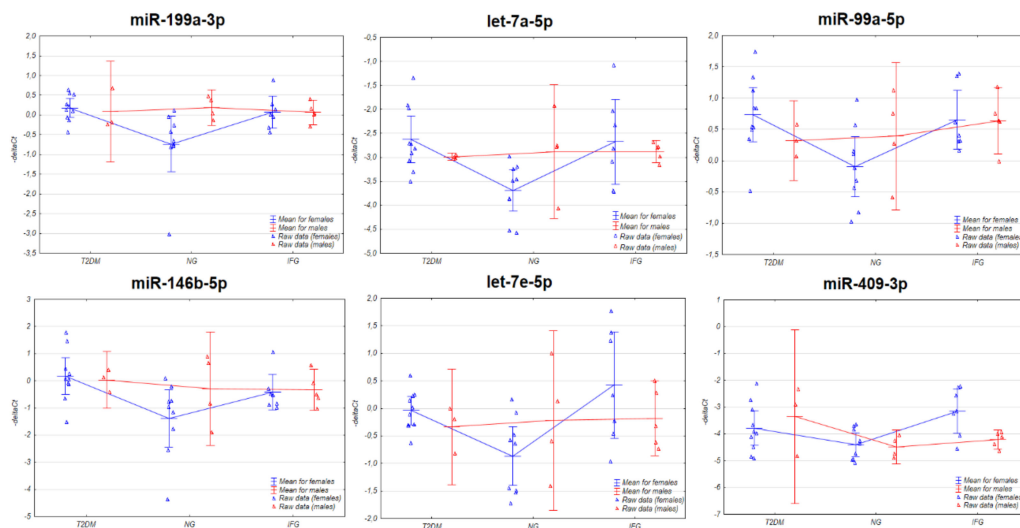 miR-199a-3p
2,0
1,5
1,0
0,5
0,0
-0,5
-1,0
-1,5
-2,0
-2,5
-3,0
-3,5
-deltaCt
T2DM NG IFG
Mean for females
Mean for males
Raw data (females)
Raw data (males)
let-7a-5p
-0,5
-1,0
-1,5
-2,0
-2,5
-3,0
-3,5
-4,0
-4,5
-5,0
-deltaCt
T2DM NG IFG
Mean for females
Mean for males
Raw data (females)
Raw data (males)
miR-99a-5p
2,0
1,5
1,0
0,5
0,0
-0,5
-1,0
-1,5
-deltaCt
T2DM NG IFG
Mean for females
Mean for males
Raw data (females)
Raw data (males)
miR-146b-5p
3
2
1
0
-1
-2
-3
-4
-5
-deltaCt
T2DM NG IFG
Mean for females
Mean for males
Raw data (females)
Raw data (males)
let-7e-5p
2,0
1,5
1,0
0,5
0,0
-0,5
-1,0
-1,5
-2,0
-deltaCt
T2DM NG IFG
Mean for females
Mean for males
Raw data (females)
Raw data (males)
miR-409-3p
1
0
-1
-2
-3
-4
-5
-6
-7
-deltaCt
T2DM NG IFG
Mean for females
Mean for males
Raw data (females)
Raw data (males)